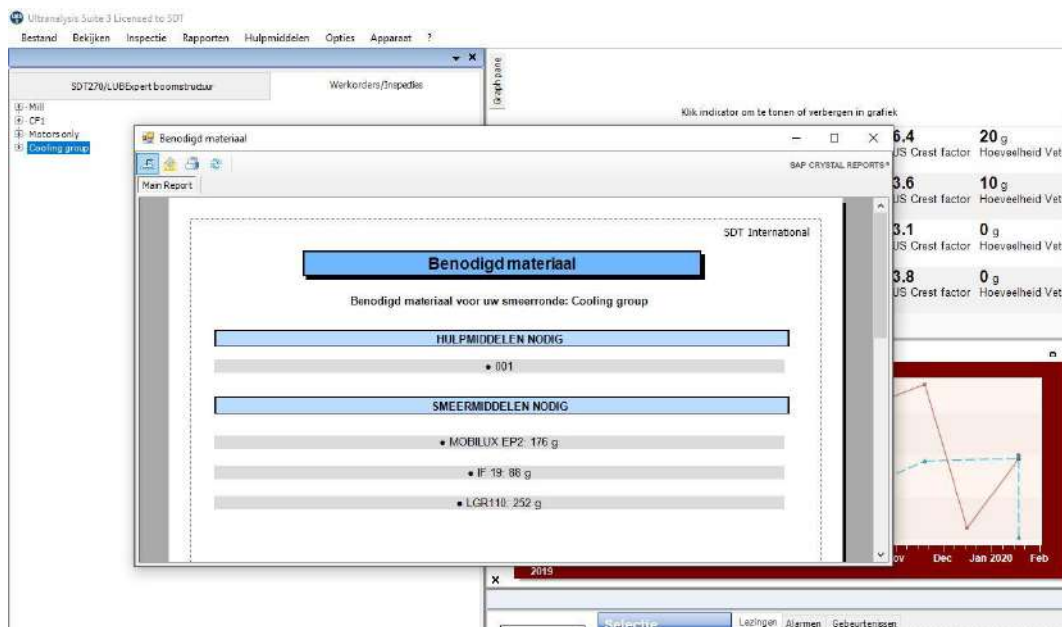 Ultranalysis Suite 3 Licensed to SDT
Bestand Bekijken Inspectie Rapporten Hulpmiddelen Opties Apparaat ?
SDT270/LUBExpert boomstructuur
Werkorders/Inspecties
Mill
CF1
Motors only
Cooling group
Graph pane
Klik indicator om te tonen of verbergen in grafiek
6.4 20 g
US Crest factor Hoeveelheid Vet
3.6 10 g
US Crest factor Hoeveelheid Vet
3.1 0 g
US Crest factor Hoeveelheid Vet
3.8 0 g
US Crest factor Hoeveelheid Vet
Benodigd materiaal
SAP CRYSTAL REPORTS®
Main Report
SDT International
Benodigd materiaal
Benodigd materiaal voor uw smeerronde: Cooling group
HULPMIDDELEN NODIG
• 001
SMEERMIDDELEN NODIG
• MOBILUX EP2: 176 g
• IF 19: 88 g
• LGR110: 252 g
ov Dec Jan 2020 Feb
2019
Selectie
Lezingen Alarmen Gebeurtenissen